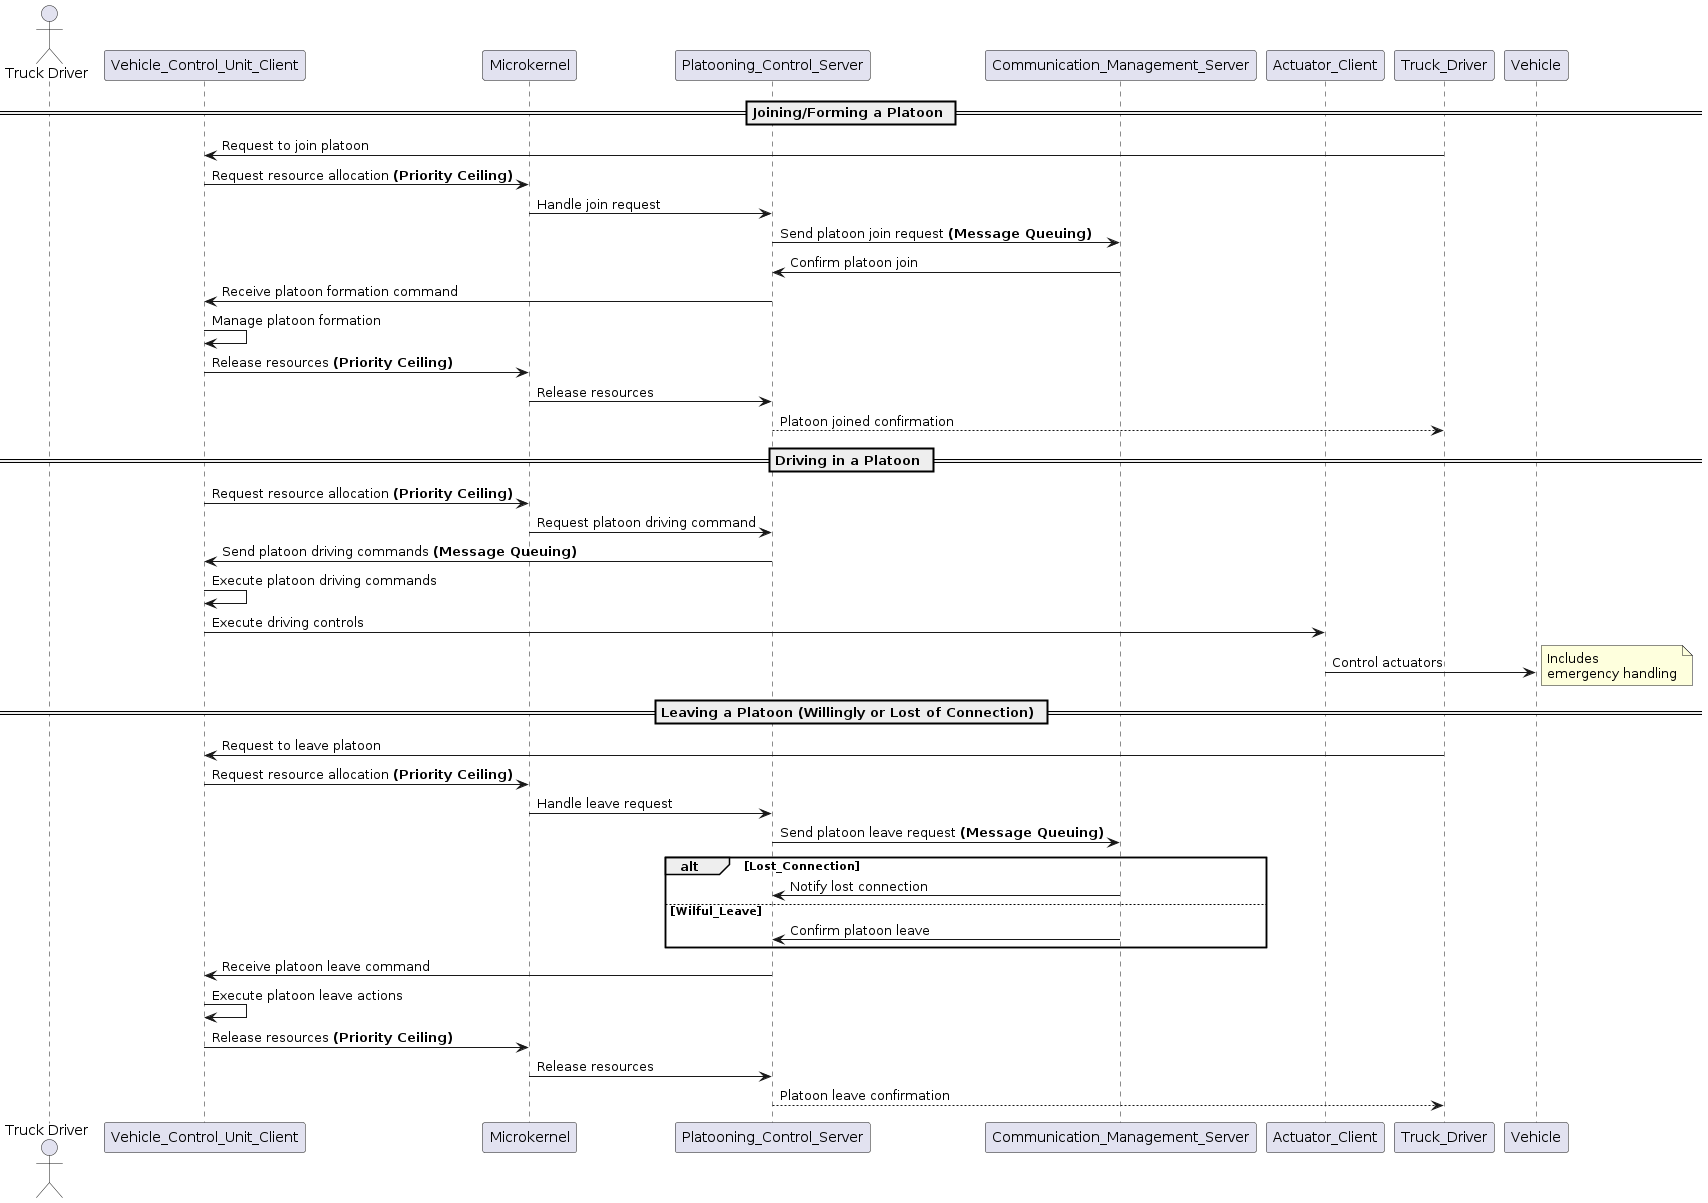 Truck Driver
Vehicle_Control_Unit_Client
Microkernel
Platooning_Control_Server
Communication_Management_Server
Actuator_Client
Truck_Driver
Vehicle
Joining/Forming a Platoon
Request to join platoon
Request resource allocation (Priority Ceiling)
Handle join request
Send platoon join request (Message Queuing)
Confirm platoon join
Receive platoon formation command
Manage platoon formation
Release resources (Priority Ceiling)
Release resources
Platoon joined confirmation
Driving in a Platoon
Request resource allocation (Priority Ceiling)
Request platoon driving command
Send platoon driving commands (Message Queuing)
Execute platoon driving commands
Execute driving controls
Control actuators
Includes
emergency handling
Leaving a Platoon (Willingly or Lost of Connection)
Request to leave platoon
Request resource allocation (Priority Ceiling)
Handle leave request
Send platoon leave request (Message Queuing)
alt
[Lost_Connection]
Notify lost connection
[Wilful_Leave]
Confirm platoon leave
Receive platoon leave command
Execute platoon leave actions
Release resources (Priority Ceiling)
Release resources
Platoon leave confirmation
Truck Driver
Vehicle_Control_Unit_Client
Microkernel
Platooning_Control_Server
Communication_Management_Server
Actuator_Client
Truck_Driver
Vehicle